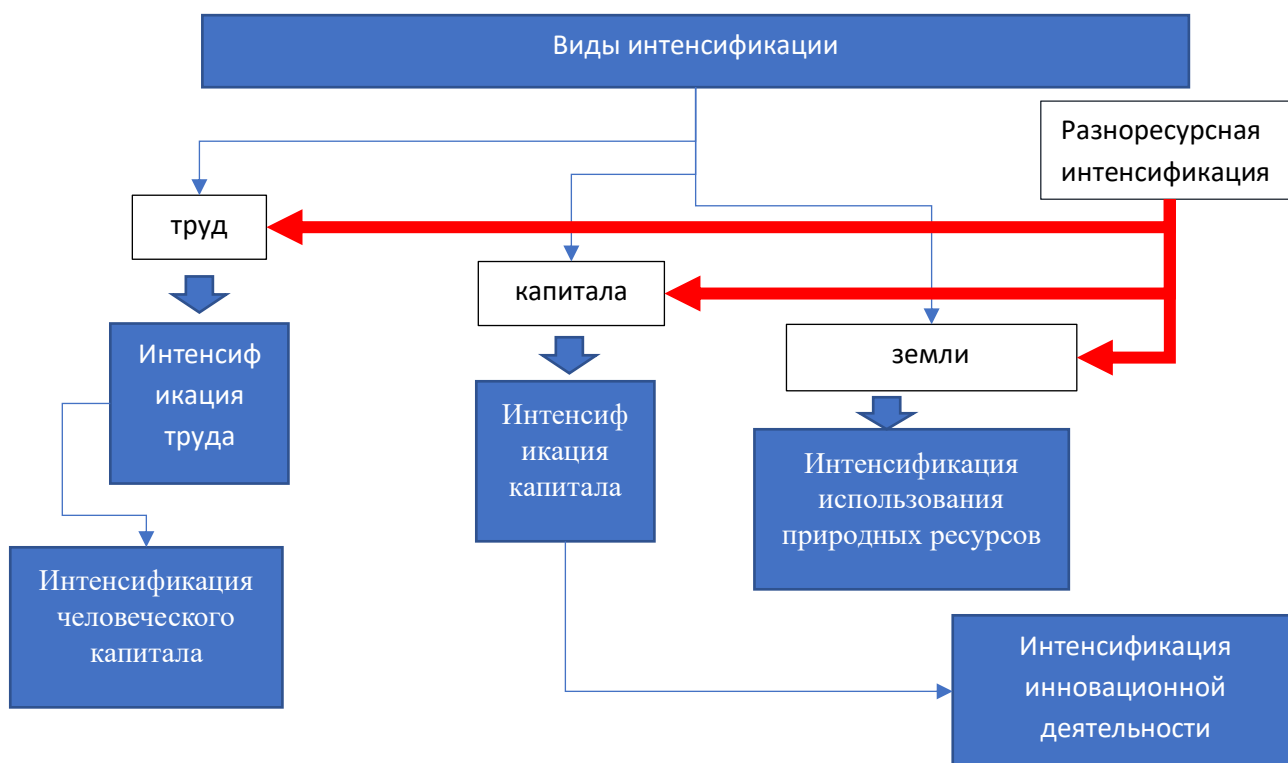 Виды интенсификации
Разноресурсная
интенсификация
труд
капитала
земли
Интенсиф
икация
труда
Интенсиф
икация
капитала
Интенсификация
использования
природных ресурсов
Интенсификация
человеческого
капитала
Интенсификация
инновационной
деятельности